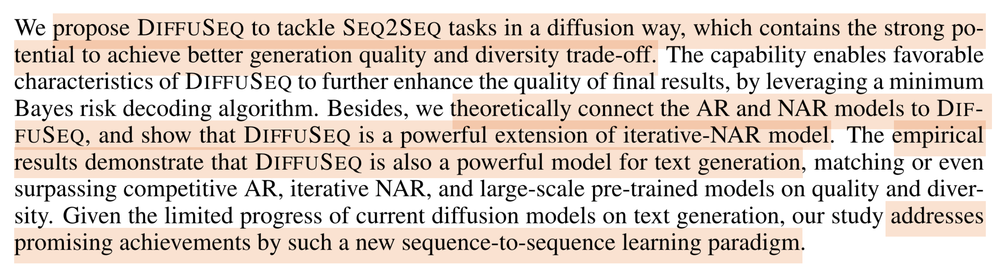 We propose DIFFUSEQ to tackle SEQ2SEQ tasks in a diffusion way, which contains the strong po-
tential to achieve better generation quality and diversity trade-off. The capability enables favorable
characteristics of DIFFUSEQ to further enhance the quality of final results, by leveraging a minimum
Bayes risk decoding algorithm. Besides, we theoretically connect the AR and NAR models to DIF-
FUSEQ, and show that DIFFUSEQ is a powerful extension of iterative-NAR model. The empirical
results demonstrate that DIFFUSEQ is also a powerful model for text generation, matching or even
surpassing competitive AR, iterative NAR, and large-scale pre-trained models on quality and diver-
sity. Given the limited progress of current diffusion models on text generation, our study addresses
promising achievements by such a new sequence-to-sequence learning paradigm.